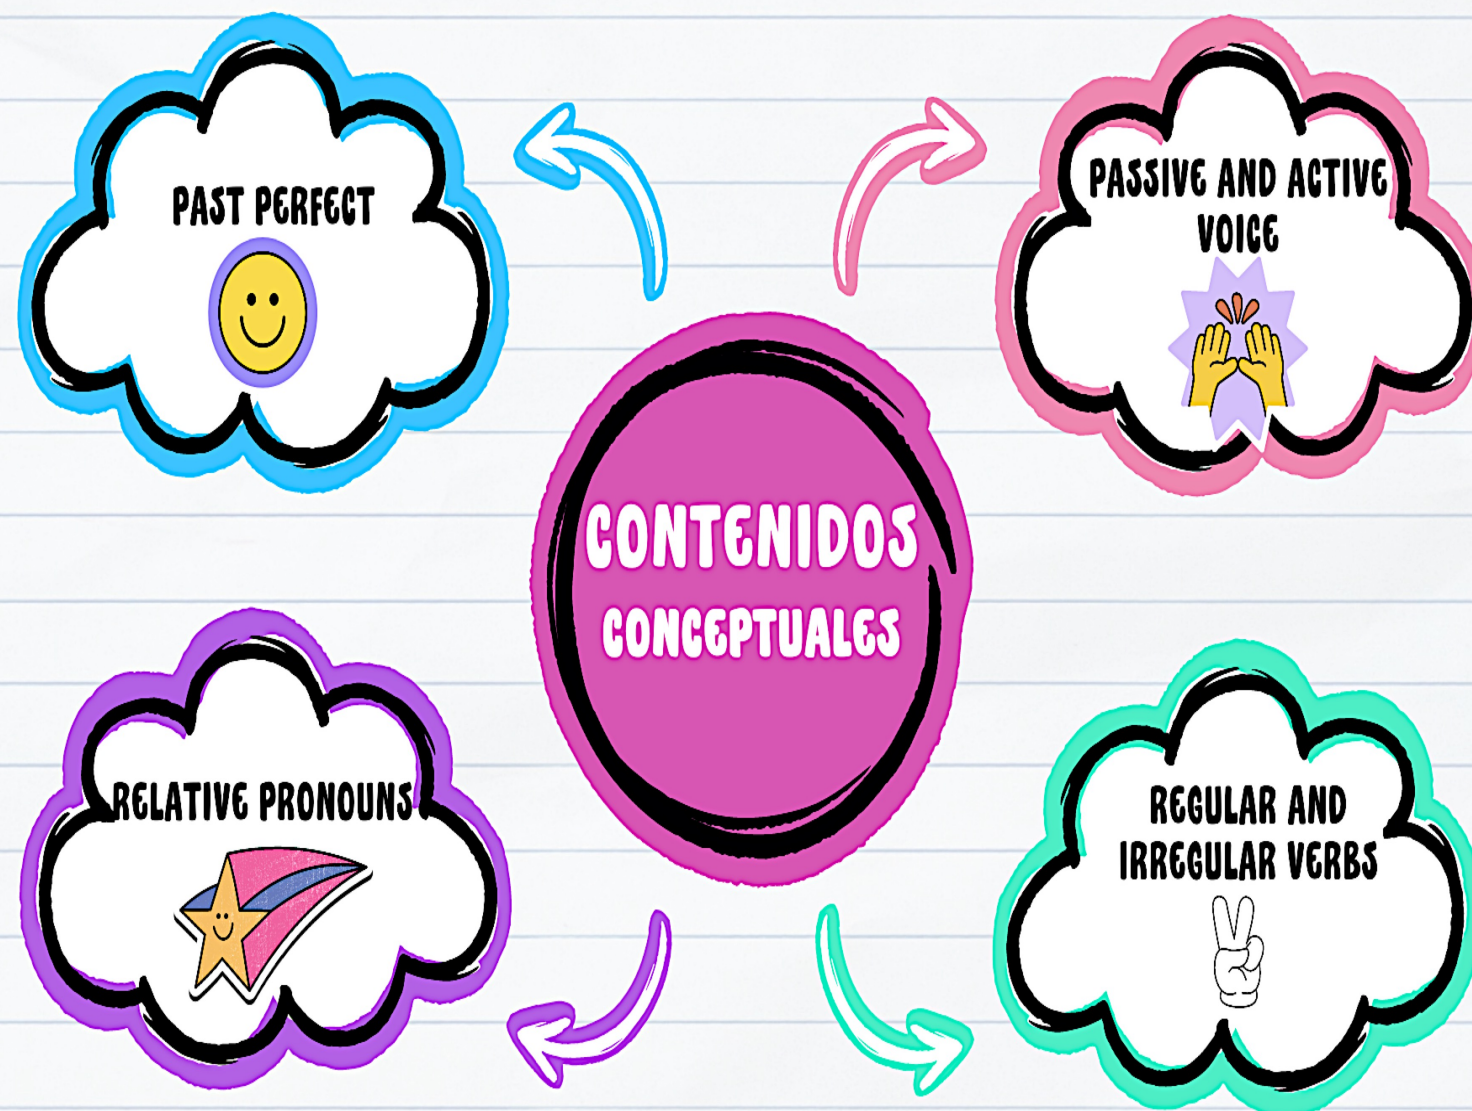 PAST PERFECT
PASSIVE AND ACTIVE
VOICE
CONTENIDOS
CONCEPTUALES
RELATIVE PRONOUNS
REGULAR AND
IRREGULAR VERBS